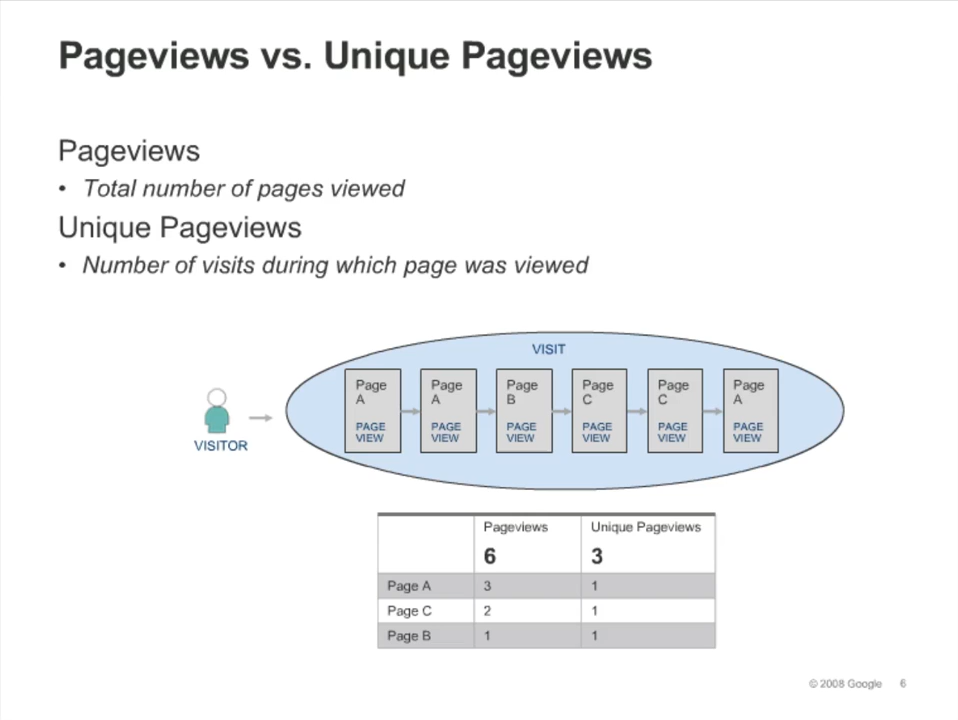 Pageviews vs. Unique Pageviews
Pageviews
• Total number of pages viewed
Unique Pageviews
• Number of visits during which page was viewed
VISIT
Page A PAGE VIEW
Page A PAGE VIEW
Page B PAGE VIEW
Page C PAGE VIEW
Page C PAGE VIEW
Page A PAGE VIEW
VISITOR
Pageviews Unique Pageviews
6 3
Page A 3 1
Page C 2 1
Page B 1 1
© 2008 Google 6